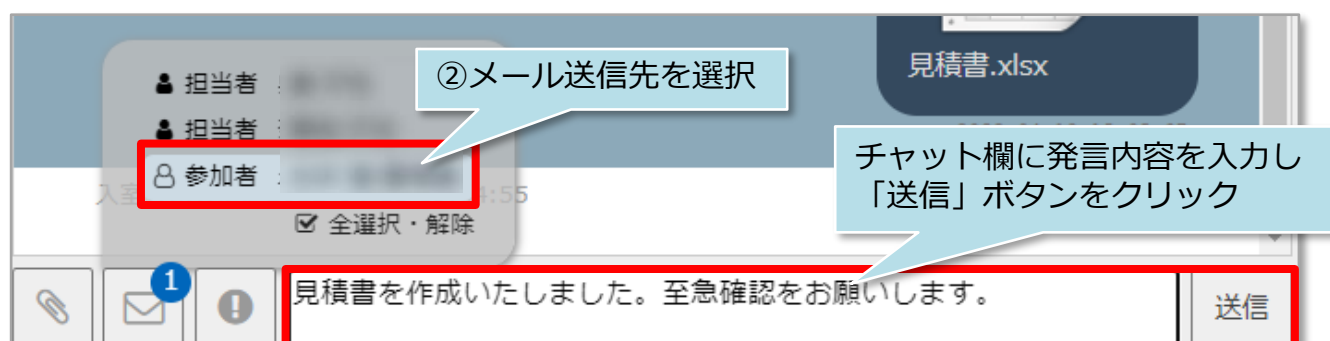 見積書.xlsx
②メール送信先を選択
担当者
担当者
参加者 :
全選択・解除
チャット欄に発言内容を入力し
「送信」ボタンをクリック
入室
:55
1
見積書を作成いたしました。至急確認をお願いします。
送信